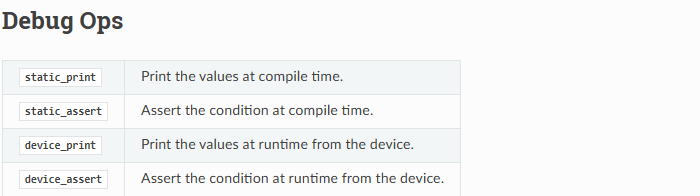 Debug Ops
static_print Print the values at compile time.
static_assert Assert the condition at compile time.
device_print Print the values at runtime from the device.
device_assert Assert the condition at runtime from the device.